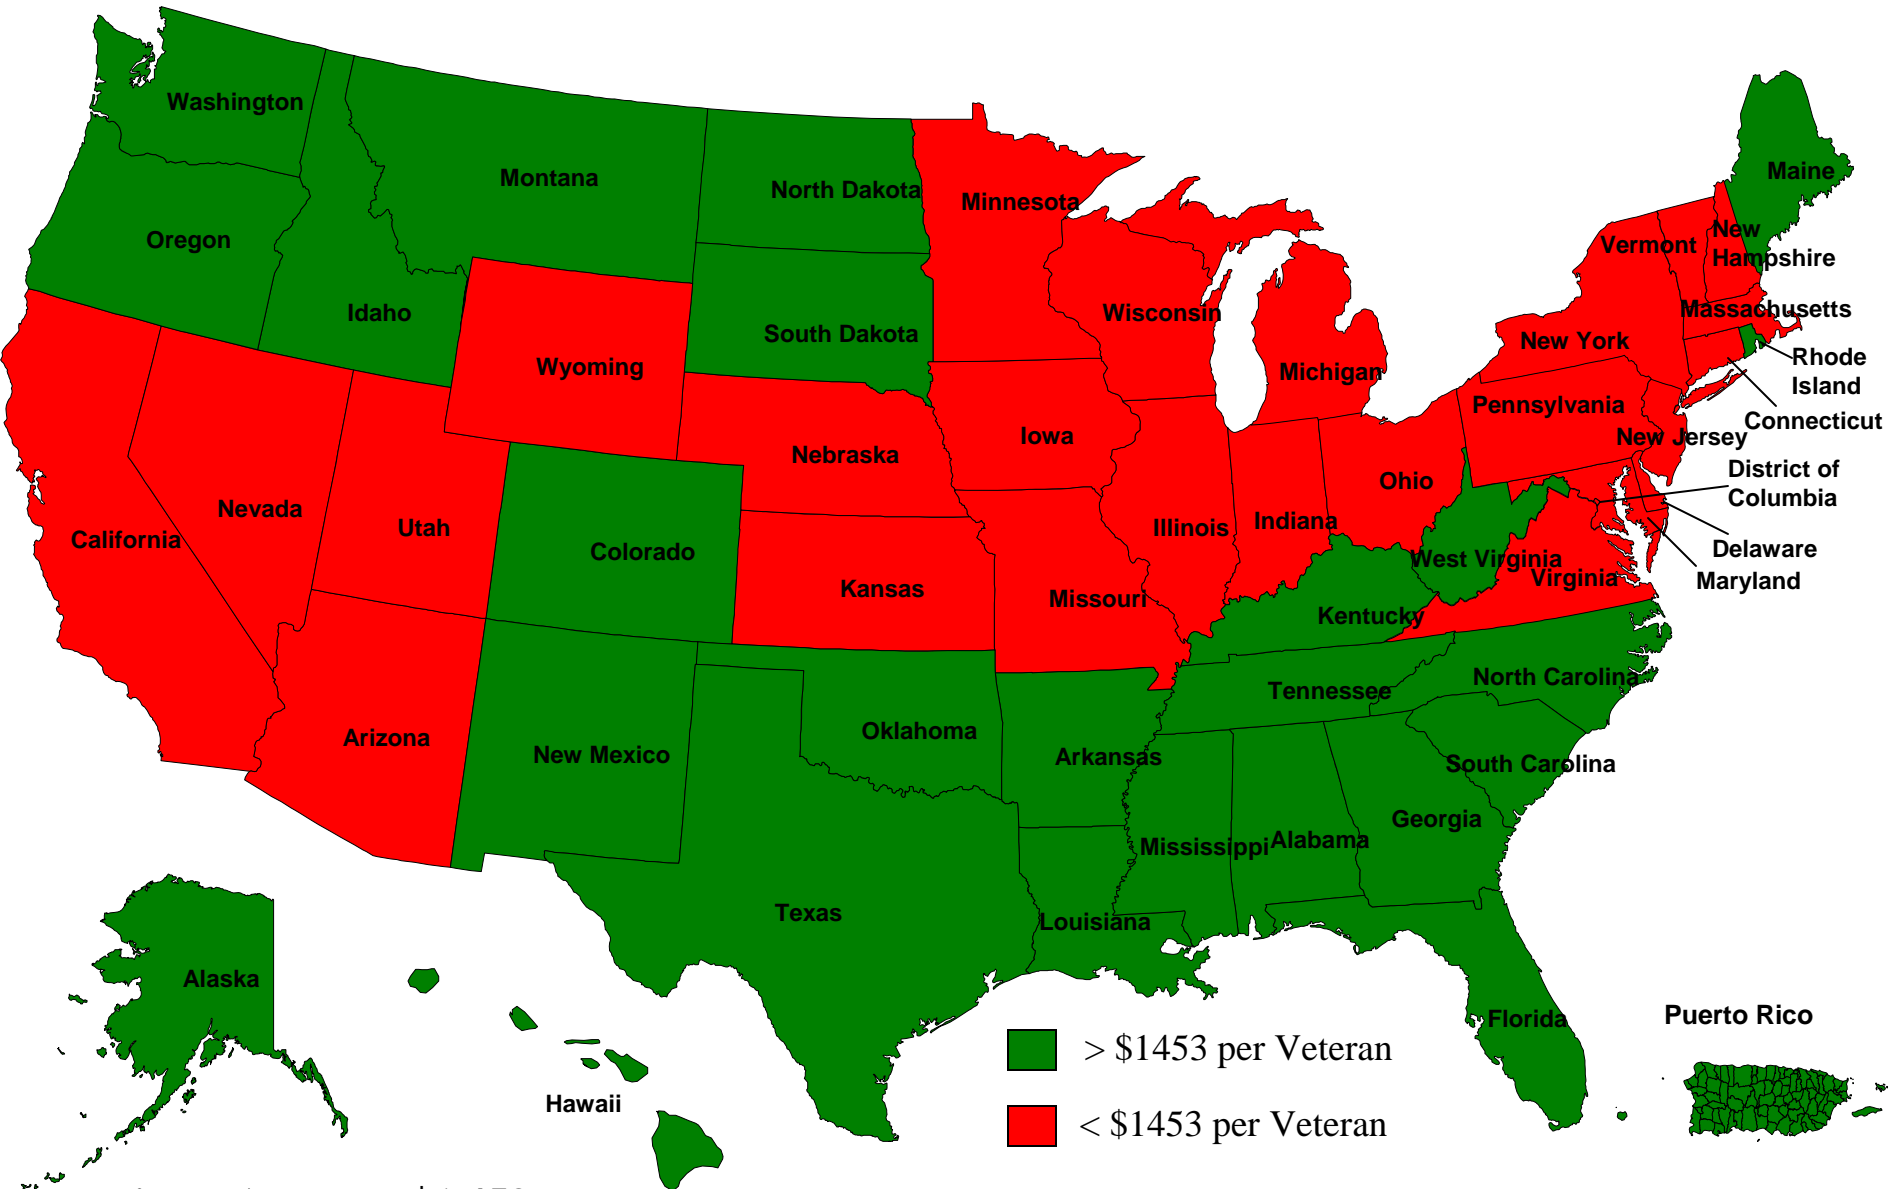 Washington
Montana
North Dakota
Minnesota
Maine
Oregon
Idaho
South Dakota
Wyoming
Wisconsin
Michigan
Vermont
New
Hampshire
Massachusetts
New York
Rhode
Island
Connecticut
Pennsylvania
New Jersey
District of
Columbia
Delaware
Maryland
Nebraska
Iowa
Ohio
Illinois
Indiana
Nevada
Utah
California
Colorado
Kansas
Missouri
West Virginia
Virginia
Kentucky
North Carolina
Tennessee
Arizona
New Mexico
Oklahoma
Arkansas
South Carolina
Georgia
Mississippi
Alabama
Texas
Louisiana
Alaska
Florida
Puerto Rico
Hawaii
> $1453 per Veteran
< $1453 per Veteran